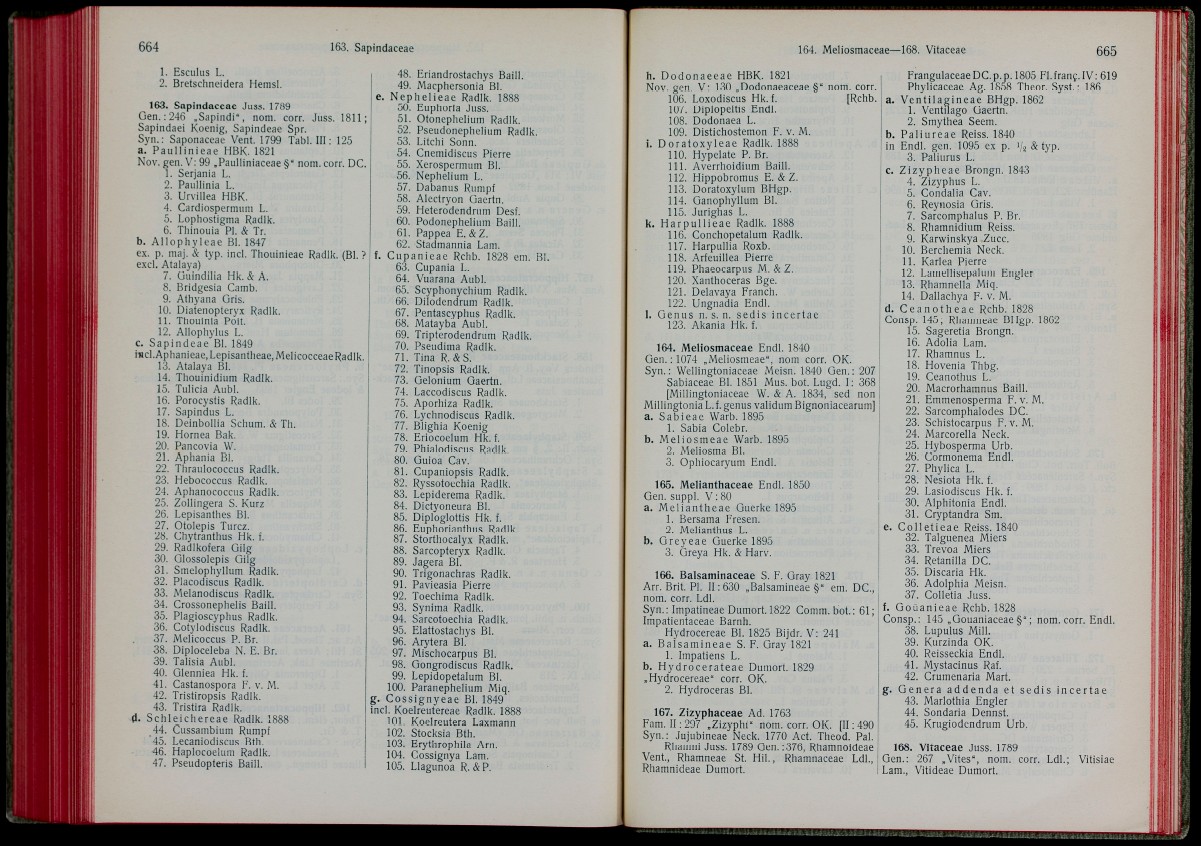 664
163. Sapindaceae
1. Esculus L.
2. Bretschneidera Hemsl.
163. Sapindaceae Juss. 1789
Gen.: 246 „Sapindi“, nom. corr. Juss. 1811;
Sapindaei Koenig, Sapindeae Spr.
Syn.: Saponaceae Vent. 1799 Tabl. III: 125
a. Paullinieae HBK. 1821
Nov. gen. V: 99 „Paulliniaceae §“ nom. corr. DC.
1. Serjania L.
2. Paullinia L.
3. Urvillea HBK.
4. Cardiospermum L.
5. Lophostigma Radlk.
6. Thinouia Pl. & Tr.
b. Allophyleae Bl. 1847
ex. p. maj. & typ. incl. Thouinieae Radlk. (Bl. ?
excl. Atalaya)
7. Guindilia Hk. & A.
8. Bridgesia Camb.
9. Athyana Gris.
10. Diatenopteryx Radlk.
11. Thouinia Poit.
12. Allophylus L.
c. Sapindeae Bl. 1849
incl. Aphanieae, Lepisantheae, Melicocceae Radlk.
13. Atalaya Bl.
14. Thouinidium Radlk.
15. Tulicia Aubl.
16. Porocystis Radlk.
17. Sapindus L.
18. Deinbollia Schum. & Th.
19. Hornea Bak.
20. Pancovia W.
21. Aphania Bl.
22. Thraulococcus Radlk.
23. Hebococcus Radlk.
24. Aphanococcus Radlk.
25. Zollingera S. Kurz
26. Lepisanthes Bl.
27. Otolepis Turcz.
28. Chytranthus Hk. f.
29. Radlkofera Gilg
30. Glossolepis Gilg
31. Smelophyllum Radlk.
32. Placodiscus Radlk.
33. Melanodiscus Radlk.
34. Crossonephelis Baill.
35. Plagioscyphus Radlk.
36. Cotylodiscus Radlk.
37. Melicoccus P. Br.
38. Diploceleba N. E. Br.
39. Talisia Aubl.
40. Glenniea Hk. f.
41. Castanospora F. v. M.
42. Tristiropsis Radlk.
43. Tristira Radlk.
d. Schleichereae Radlk. 1888
44. Cussambium Rumpf
45. Lecaniodiscus Bth.
46. Haplocoelum Radlk.
47. Pseudopteris Baill.
48. Eriandrostachys Baill.
49. Macphersonia Bl.
e. Nephelieae Radlk. 1888
50. Euphoria Juss.
51. Otonephelium Radlk.
52. Pseudonephelium Radlk.
53. Litchi Sonn.
54. Cnemidiscus Pierre
55. Xerospermum Bl.
56. Nephelium L.
57. Dabanus Rumpf
58. Alectryon Gaertn.
59. Heterodendrum Desf.
60. Podonephelium Baill.
61. Pappea E. & Z.
62. Stadmannia Lam.
f. Cupanieae Rchb. 1828 em. Bl.
63. Cupania L.
64. Vuarana Aubl.
65. Scyphonychium Radlk.
66. Dilodendrum Radlk.
67. Pentascyphus Radlk.
68. Matayba Aubl.
69. Tripterodendrum Radlk.
70. Pseudima Radlk.
71. Tina R. & S.
72. Tinopsis Radlk.
73. Gelonium Gaertn.
74. Laccodiscus Radlk.
75. Aporhiza Radlk.
76. Lychnodiscus Radlk.
77. Blighia Koenig
78. Eriocoelum Hk. f.
79. Phialodiscus Radlk.
80. Guioa Cav.
81. Cupaniopsis Radlk.
82. Ryssotoechia Radlk.
83. Lepiderema Radlk.
84. Dictyoneura Bl.
85. Diploglottis Hk. f.
86. Euphorianthus Radlk.
87. Storthocalyx Radlk.
88. Sarcopteryx Radlk.
89. Jagera Bl.
90. Trigonachras Radlk.
91. Pavieasia Pierre
92. Toechima Radlk.
93. Synima Radlk.
94. Sarcotoechia Radlk.
95. Elattostachys Bl.
96. Arytera Bl.
97. Mischocarpus Bl.
98. Gongrodiscus Radlk.
99. Lepidopetalum Bl.
100. Paranephelium Miq.
g. Cossignyeae Bl. 1849
incl. Koelreutereae Radlk. 1888
101. Koelreutera Laxmann
102. Stocksia Bth.
103. Erythrophila Arn.
104. Cossignya Lam.
105. Llagunoa R. & P.
164. Meliosmaceae—168. Vitaceae
665
h. Dodonaeeae HBK. 1821
Nov. gen. V: 130 „Dodonaeaceae §“ nom. corr.
106. Loxodiscus Hk. f. [Rchb.
107. Diplopeltis Endl.
108. Dodonaea L.
109. Distichostemon F. v. M.
i. Doratoxyleae Radlk. 1888
110. Hypelate P. Br.
111. Averrhoidium Baill.
112. Hippobromus E. & Z.
113. Doratoxylum BHgp.
114. Ganophyllum Bl.
115. Jurighas L.
k. Harpullieae Radlk. 1888
116. Conchopetalum Radlk.
117. Harpullia Roxb.
118. Arfeuillea Pierre
119. Phaeocarpus M. & Z.
120. Xanthoceras Bge.
121. Delavaya Franch.
122. Ungnadia Endl.
l. Genus n. s. n. sedis incertae
123. Akania Hk. f.
164. Meliosmaceae Endl. 1840
Gen.: 1074 „Meliosmeae“, nom corr. OK.
Syn.: Wellingtoniaceae Meisn. 1840 Gen.: 207
Sabiaceae Bl. 1851 Mus. bot. Lugd. I: 368
[Millingtoniaceae W. & A. 1834, sed non
Millingtonia L. f. genus validum Bignoniacearum]
a. Sabieae Warb. 1895
1. Sabia Colebr.
b. Meliosmeae Warb. 1895
2. Meliosma Bl.
3. Ophiocaryum Endl.
165. Melianthaceae Endl. 1850
Gen. suppl. V: 80
a. Meliantheae Guerke 1895
1. Bersama Fresen.
2. Melianthus L.
b. Greyeae Guerke 1895
3. Greya Hk. & Harv.
166. Balsaminaceae S. F. Gray 1821
Arr. Brit. Pl. II: 630 „Balsamineae §“ em. DC.,
nom. corr. Ldl.
Syn.: Impatineae Dumort. 1822 Comm. bot.: 61;
Impatientaceae Barnh.
Hydrocereae Bl. 1825 Bijdr. V: 241
a. Balsamineae S. F. Gray 1821
1. Impatiens L.
b. Hydrocerateae Dumort. 1829
„Hydrocereae“ corr. OK.
2. Hydroceras Bl.
167. Zizyphaceae Ad. 1763
Fam. II: 297 „Zizyphi“ nom. corr. OK. [II: 490
Syn.: Jujubineae Neck. 1770 Act. Theod. Pal.
Rhamni Juss. 1789 Gen.: 376, Rhamnoideae
Vent., Rhamneae St. Hil., Rhamnaceae Ldl.,
Rhamnideae Dumort.
Frangulaceae DC. p. p. 1805 Fl. franç. IV: 619
Phylicaceae Ag. 1858 Theor. Syst.: 186
a. Ventilagineae BHgp. 1862
1. Ventilago Gaertn.
2. Smythea Seem.
b. Paliureae Reiss. 1840
in Endl. gen. 1095 ex p. 1/2 & typ.
3. Paliurus L.
c. Zizypheae Brongn. 1843
4. Zizyphus L.
5. Condalia Cav.
6. Reynosia Gris.
7. Sarcomphalus P. Br.
8. Rhamnidium Reiss.
9. Karwinskya Zucc.
10. Berchemia Neck.
11. Karlea Pierre
12. Lamellisepalum Engler
13. Rhamnella Miq.
14. Dallachya F. v. M.
d. Ceanotheae Rchb. 1828
Consp. 145, Rhamneae BHgp. 1862
15. Sageretia Brongn.
16. Adolia Lam.
17. Rhamnus L.
18. Hovenia Thbg.
19. Ceanothus L.
20. Macrorhamnus Baill.
21. Emmenosperma F. v. M.
22. Sarcomphalodes DC.
23. Schistocarpus F. v. M.
24. Marcorella Neck.
25. Hybosperma Urb.
26. Cormonema Endl.
27. Phylica L.
28. Nesiota Hk. f.
29. Lasiodiscus Hk. f.
30. Alphitonia Endl.
31. Cryptandra Sm.
e. Colletieae Reiss. 1840
32. Talguenea Miers
33. Trevoa Miers
34. Retanilla DC.
35. Discaria Hk.
36. Adolphia Meisn.
37. Colletia Juss.
f. Gouanieae Rchb. 1828
Consp.: 145 „Gouaniaceae §“; nom. corr. Endl.
38. Lupulus Mill.
39. Kurzinda OK.
40. Reisseckia Endl.
41. Mystacinus Raf.
42. Crumenaria Mart.
g. Genera addenda et sedis incertae
43. Marlothia Engler
44. Sondaria Dennst.
45. Krugiodendrum Urb.
168. Vitaceae Juss. 1789
Gen.: 267 „Vites“, nom. corr. Ldl.; Vitisiae
Lam., Vitideae Dumort.